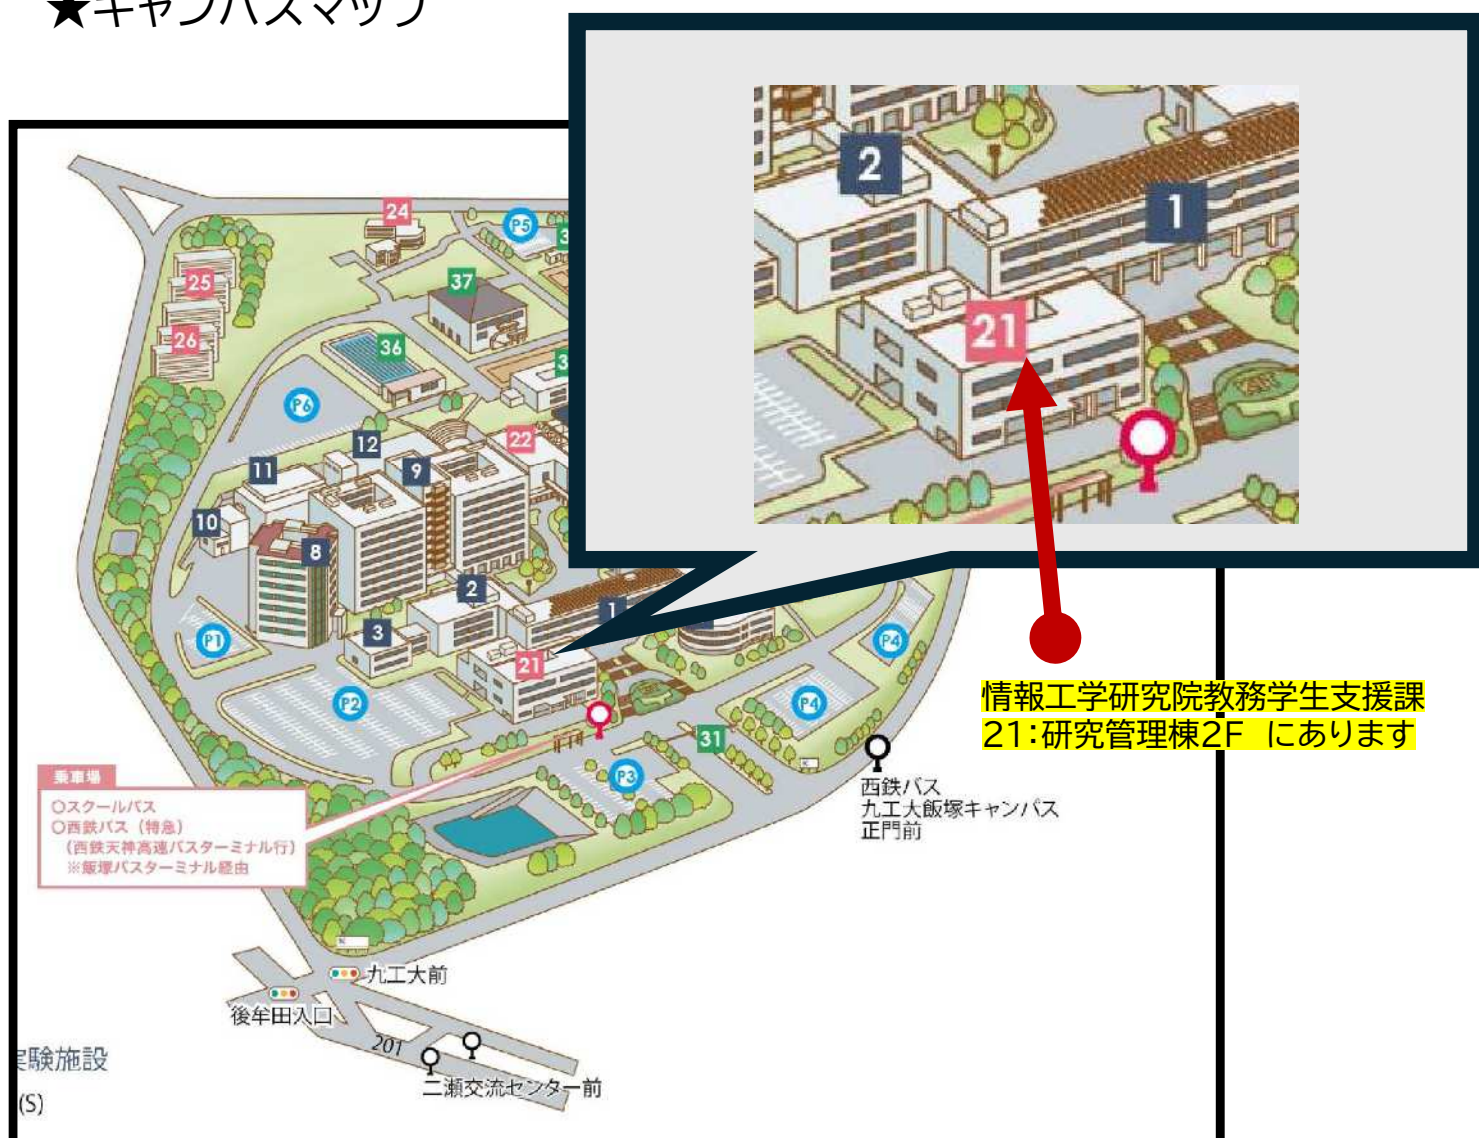 ★キャンパスマップ
2
1
21
24
P5
25
37
26
36
P6
22
12
9
11
10
8
2
1
3
P1
21
P4
P2
P4
31
P3
情報工学研究院教務学生支援課
21：研究管理棟2F　にあります
乗車場
○スクールバス
○西鉄バス（特急）
（西鉄天神高速バスターミナル行）
※飯塚バスターミナル経由
西鉄バス
九工大飯塚キャンパス
正門前
九工大前
後牟田入口
201
二瀬交流センター前
験施設
(S)